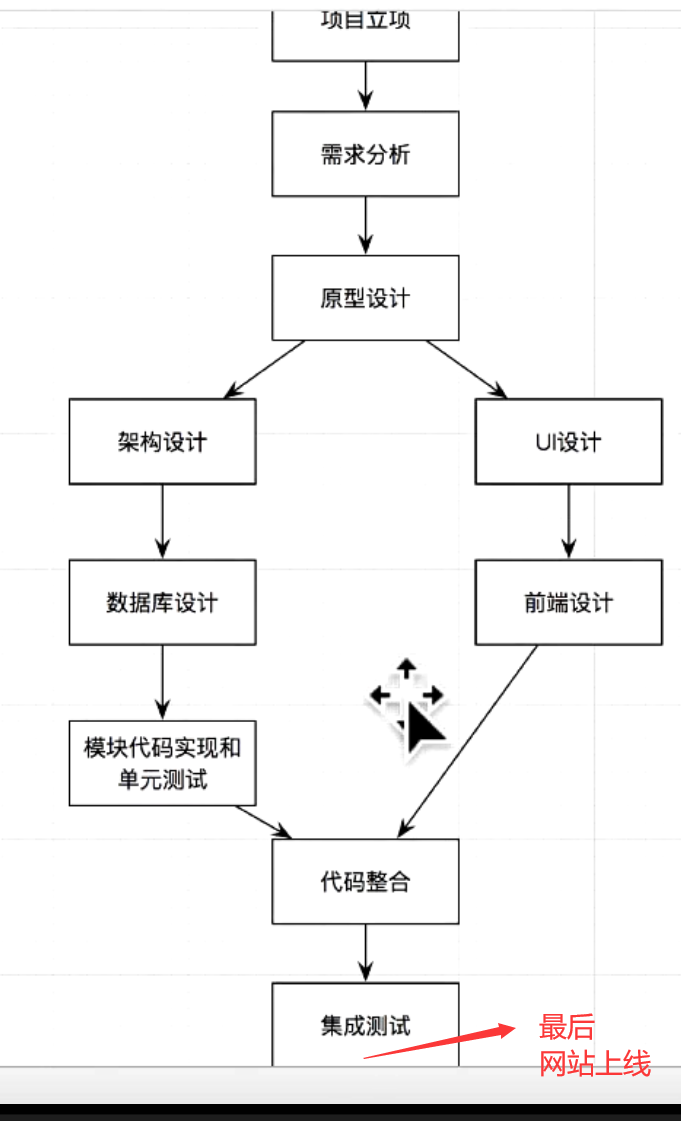 项目立项
需求分析
原型设计
架构设计
UI设计
数据库设计
前端设计
模块代码实现和
单元测试
代码整合
集成测试
最后
网站上线